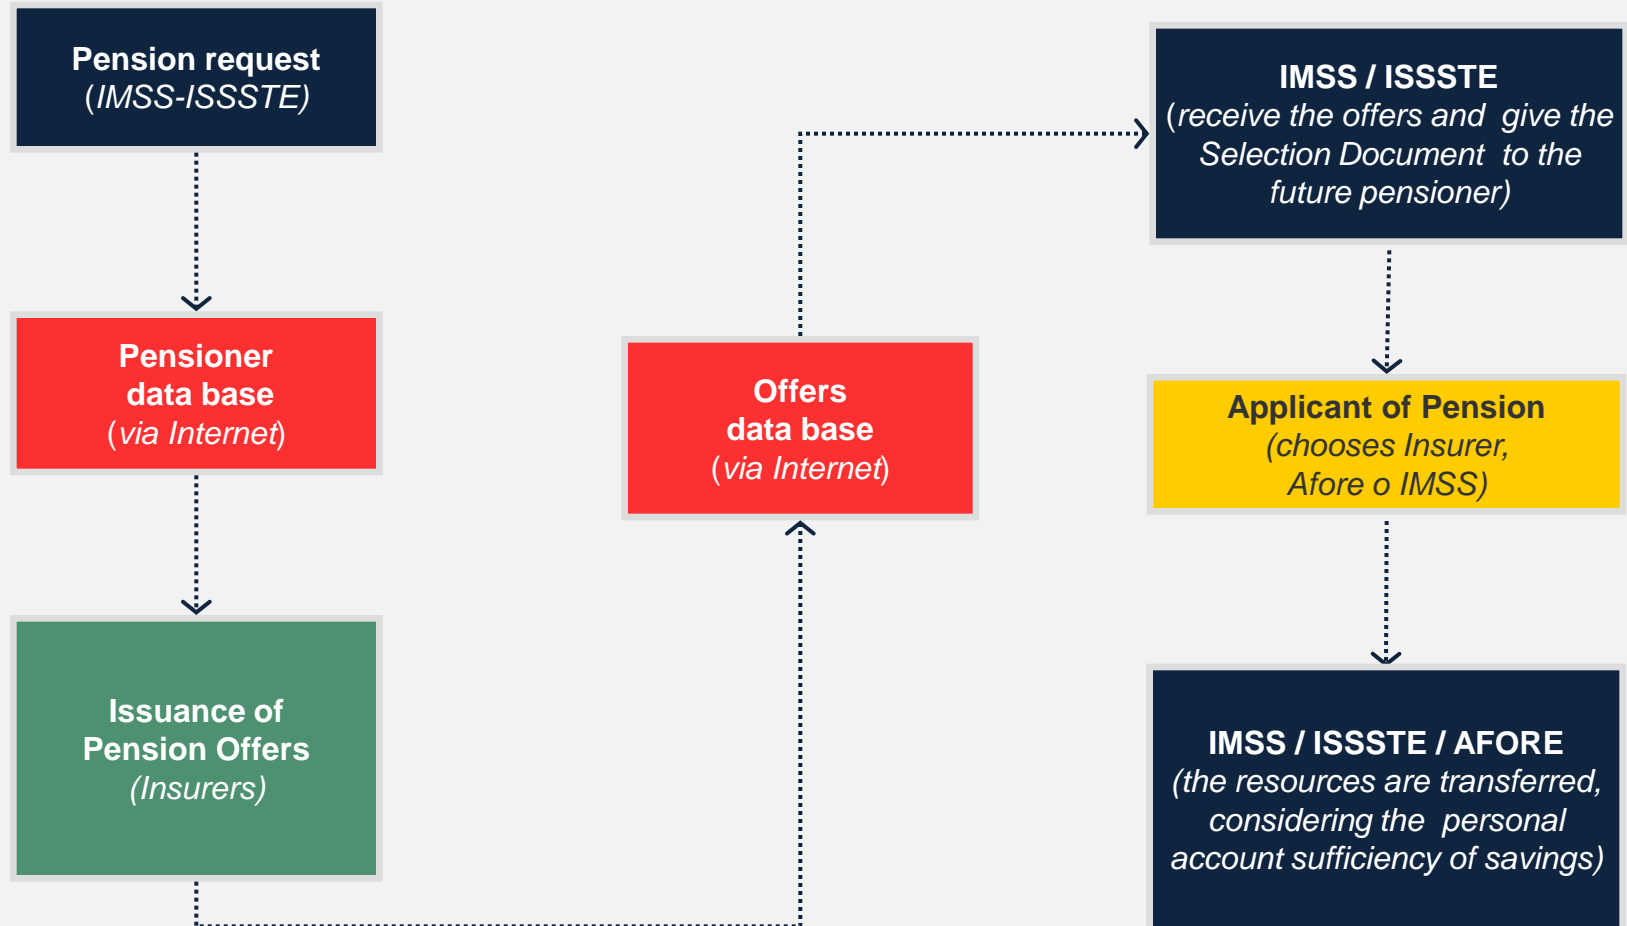 Pension request
(IMSS-ISSSTE)
Pensioner
data base
(via Internet)
Issuance of
Pension Offers
(Insurers)
Offers
data base
(via Internet)
IMSS / ISSSTE
(receive the offers and give the
Selection Document to the
future pensioner)
Applicant of Pension
(chooses Insurer,
Afore o IMSS)
IMSS / ISSSTE / AFORE
(the resources are transferred,
considering the personal
account sufficiency of savings)